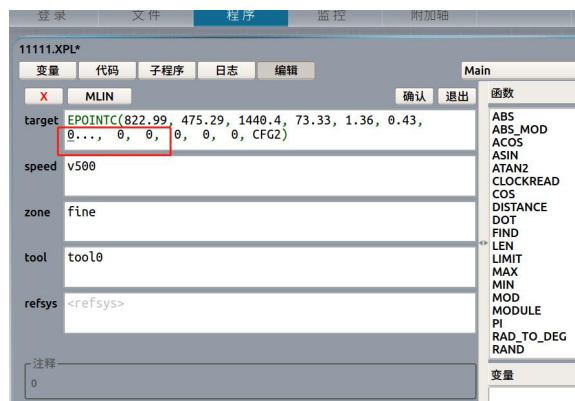 登录 文件 程序 监控 附加轴
11111.XPL*
变量 代码 子程序 日志 编辑 Main
X MLIN 确认 退出 函数
target EPOINTC(822.99, 475.29, 1440.4, 73.33, 1.36, 0.43,
0..., 0, 0, 0, 0, 0, CFG2)
speed v500
zone fine
tool tool0
refsys <refsys>
注释
0
ABS
ABS_MOD
ACOS
ASIN
ATAN2
CLOCKREAD
COS
DISTANCE
DOT
FIND
LEN
LIMIT
MAX
MIN
MOD
MODULE
PI
RAD_TO_DEG
RAND
变量